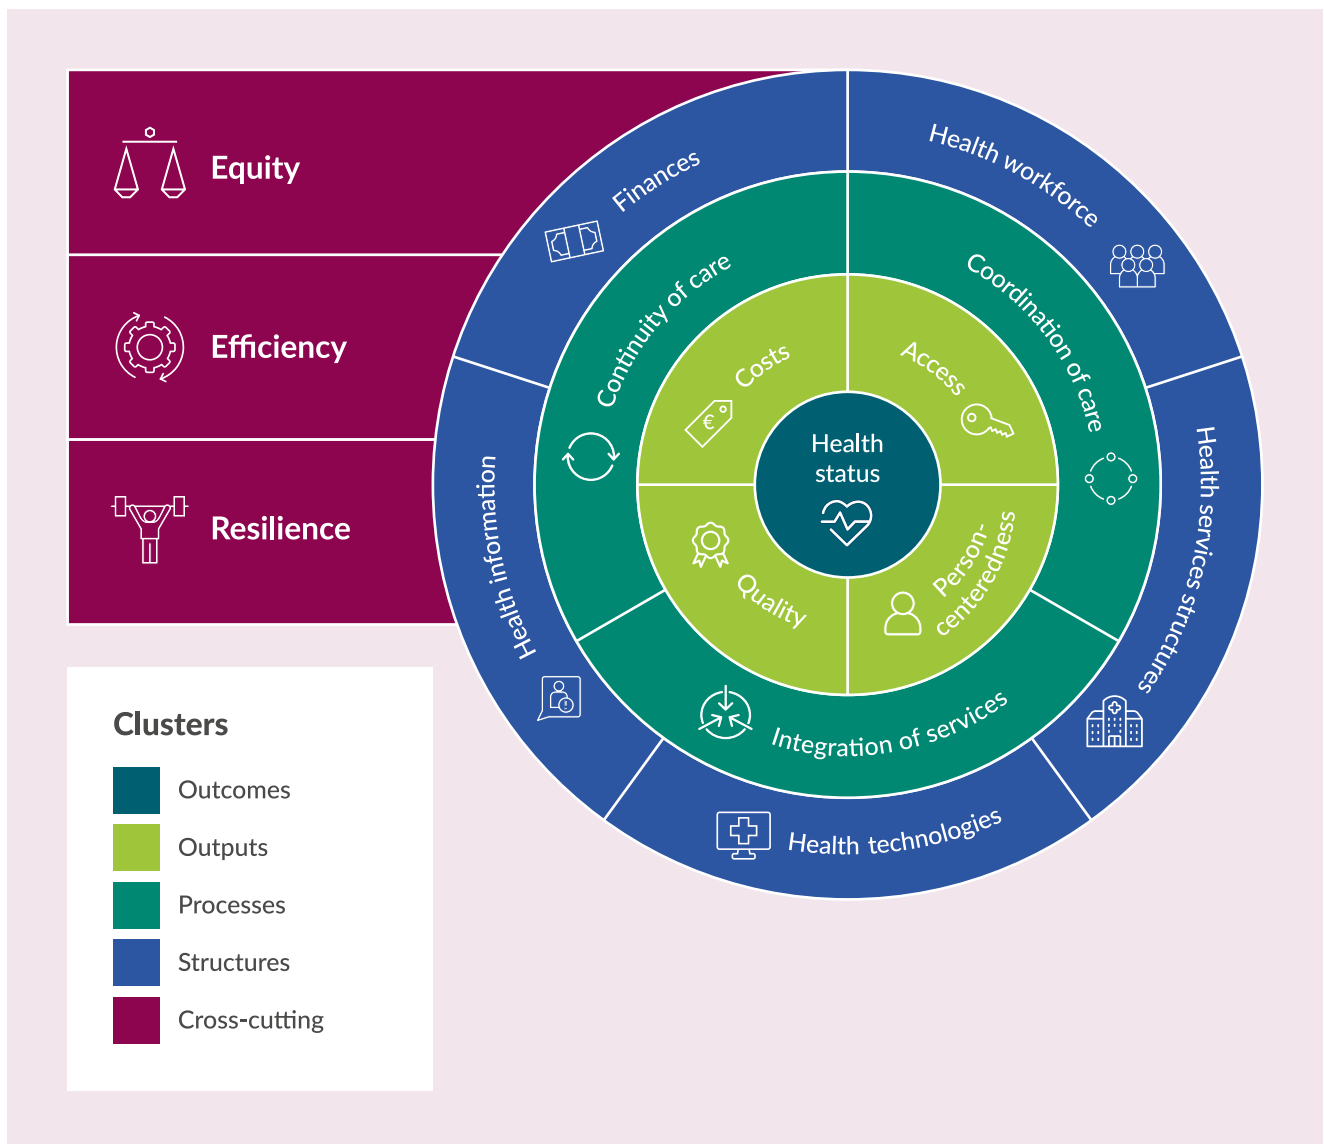 Equity
Efficiency
Resilience
Finances
Health workforce
Health services structures
Health technologies
Health information
Continuity of care
Coordination of care
Integration of services
Costs
Access
Person-
centeredness
Quality
Health
status
€
Clusters
Outcomes
Outputs
Processes
Structures
Cross-cutting